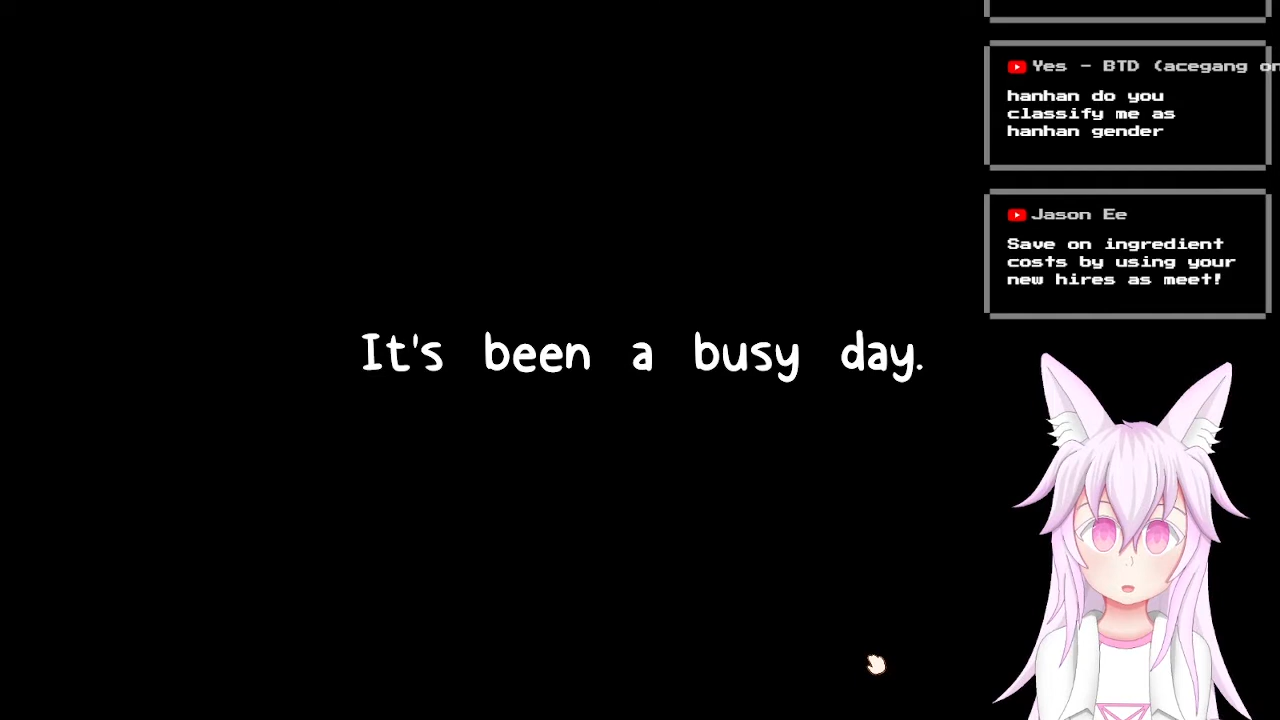 Yes - BTD (acegang on
hanhan do you
classify me as
hanhan gender
Jason Ee
Save on ingredient
costs by using your
new hires as meet!
It's been a busy day.